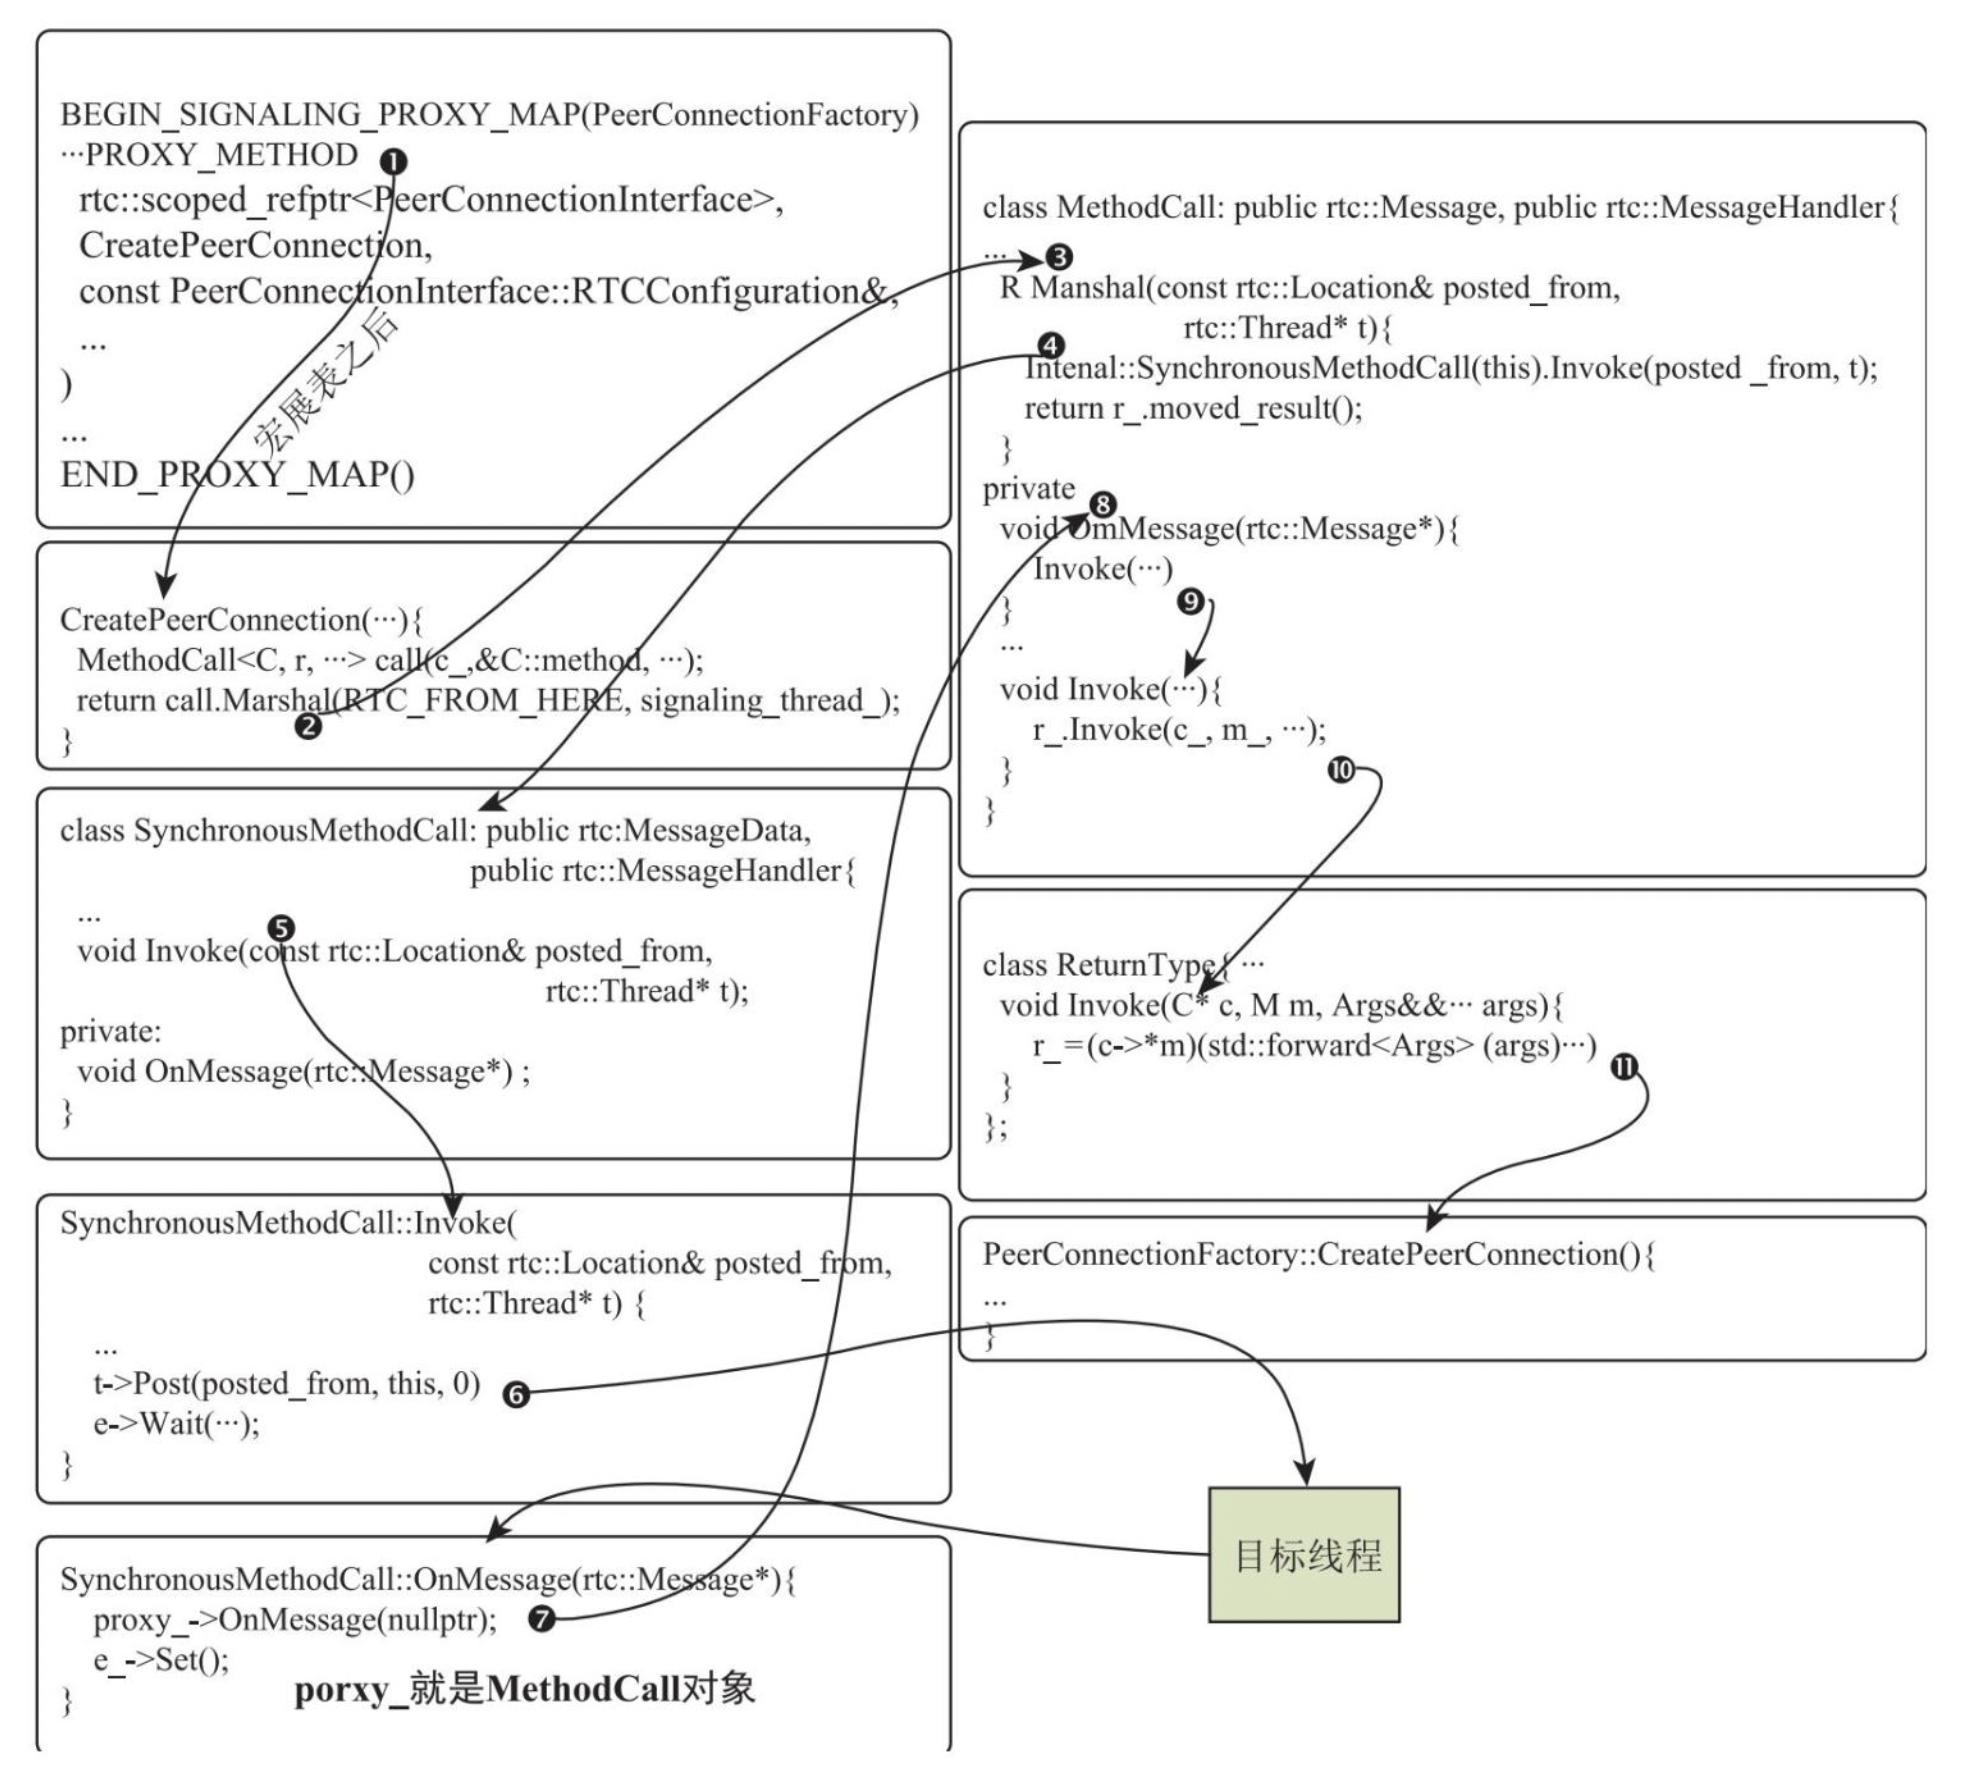 BEGIN_SIGNALING_PROXY_MAP(PeerConnectionFactory)
···PROXY_METHOD ❶
rtc::scoped_refptr<PeerConnectionInterface>,
CreatePeerConnection,
const PeerConnectionInterface::RTCConfiguration&,
...
)
...
END_PROXY_MAP()
宏展表之后
CreatePeerConnection(···){
MethodCall<C, r, ···> call(c_,&C::method, ···);
return call.Marshal(RTC_FROM_HERE, signaling_thread_);
❷
}
class SynchronousMethodCall: public rtc:MessageData,
public rtc::MessageHandler{
...
❺
void Invoke(const rtc::Location& posted_from,
rtc::Thread* t);
private:
void OnMessage(rtc::Message*) ;
}
SynchronousMethodCall::Invoke(
const rtc::Location& posted_from,
rtc::Thread* t) {
...
t->Post(posted_from, this, 0) ❻
e->Wait(···);
}
SynchronousMethodCall::OnMessage(rtc::Message*){
proxy_->OnMessage(nullptr); ❼
e_->Set();
porxy_就是MethodCall对象
}
class MethodCall: public rtc::Message, public rtc::MessageHandler{
... ❸
R Manshal(const rtc::Location& posted_from,
rtc::Thread* t){
❹
Intenal::SynchronousMethodCall(this).Invoke(posted _from, t);
return r_.moved_result();
}
private
❽
void OmMessage(rtc::Message*){
Invoke(···)
❾
}
...
void Invoke(···){
r_.Invoke(c_, m_, ···);
} ❿
}
class ReturnType{ ···
void Invoke(C* c, M m, Args&&··· args){
r_=(c->*m)(std::forward<Args> (args)···)
⓫
}
};
PeerConnectionFactory::CreatePeerConnection(){
...
}
目标线程